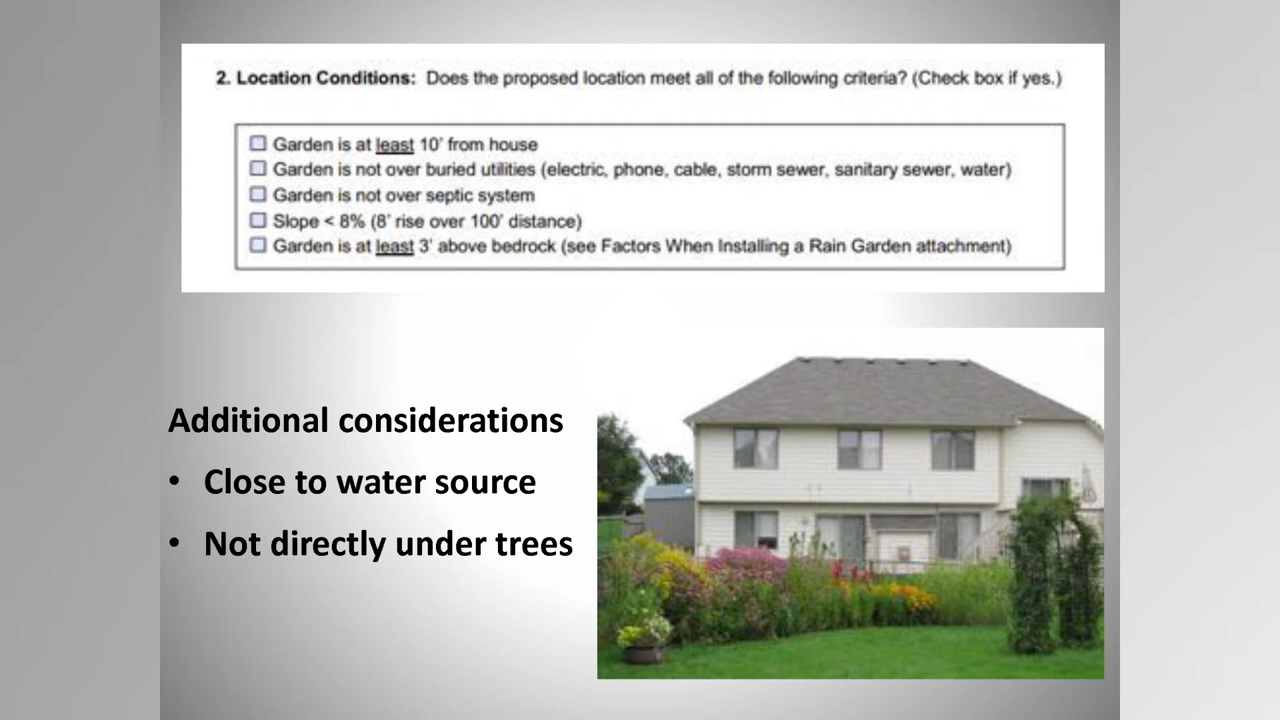 2. Location Conditions: Does the proposed location meet all of the following criteria? (Check box if yes.)
Garden is at least 10' from house
Garden is not over buried utilities (electric, phone, cable, storm sewer, sanitary sewer, water)
Garden is not over septic system
Slope < 8% (8' rise over 100' distance)
Garden is at least 3' above bedrock (see Factors When Installing a Rain Garden attachment)
Additional considerations
• Close to water source
• Not directly under trees